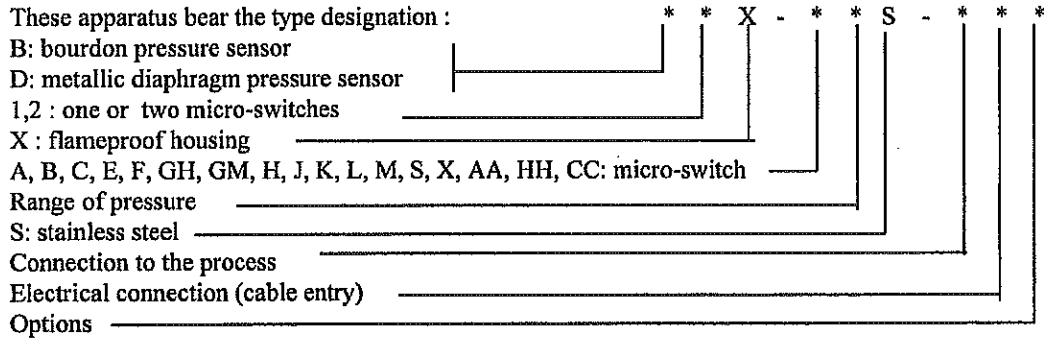 These apparatus bear the type designation : * * X - * * S - * * *
B: bourdon pressure sensor
D: metallic diaphragm pressure sensor
1,2 : one or two micro-switches
X : flameproof housing
A, B, C, E, F, GH, GM, H, J, K, L, M, S, X, AA, HH, CC: micro-switch
Range of pressure
S: stainless steel
Connection to the process
Electrical connection (cable entry)
Options